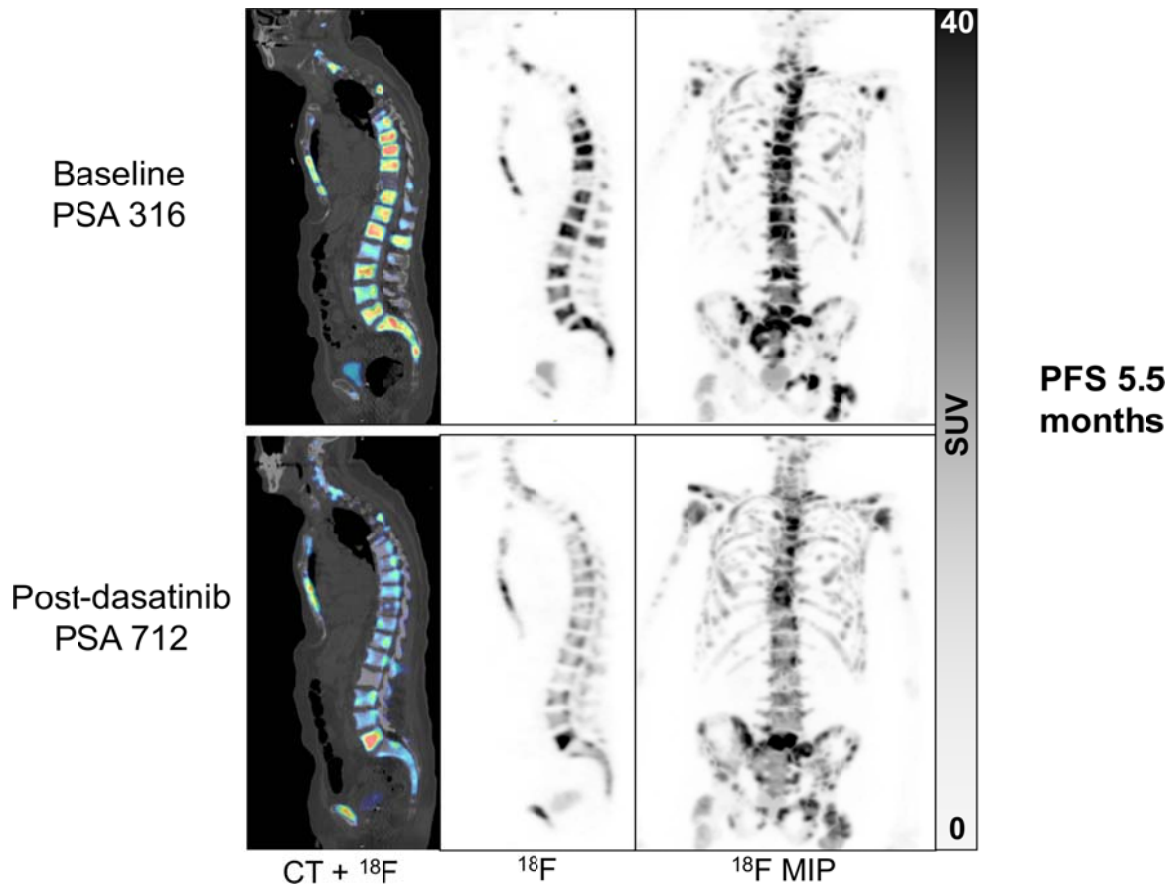 Baseline
PSA 316
Post-dasatinib
PSA 712
40
SUV
0
PFS 5.5
months
CT + ¹⁸F
¹⁸F
¹⁸F MIP